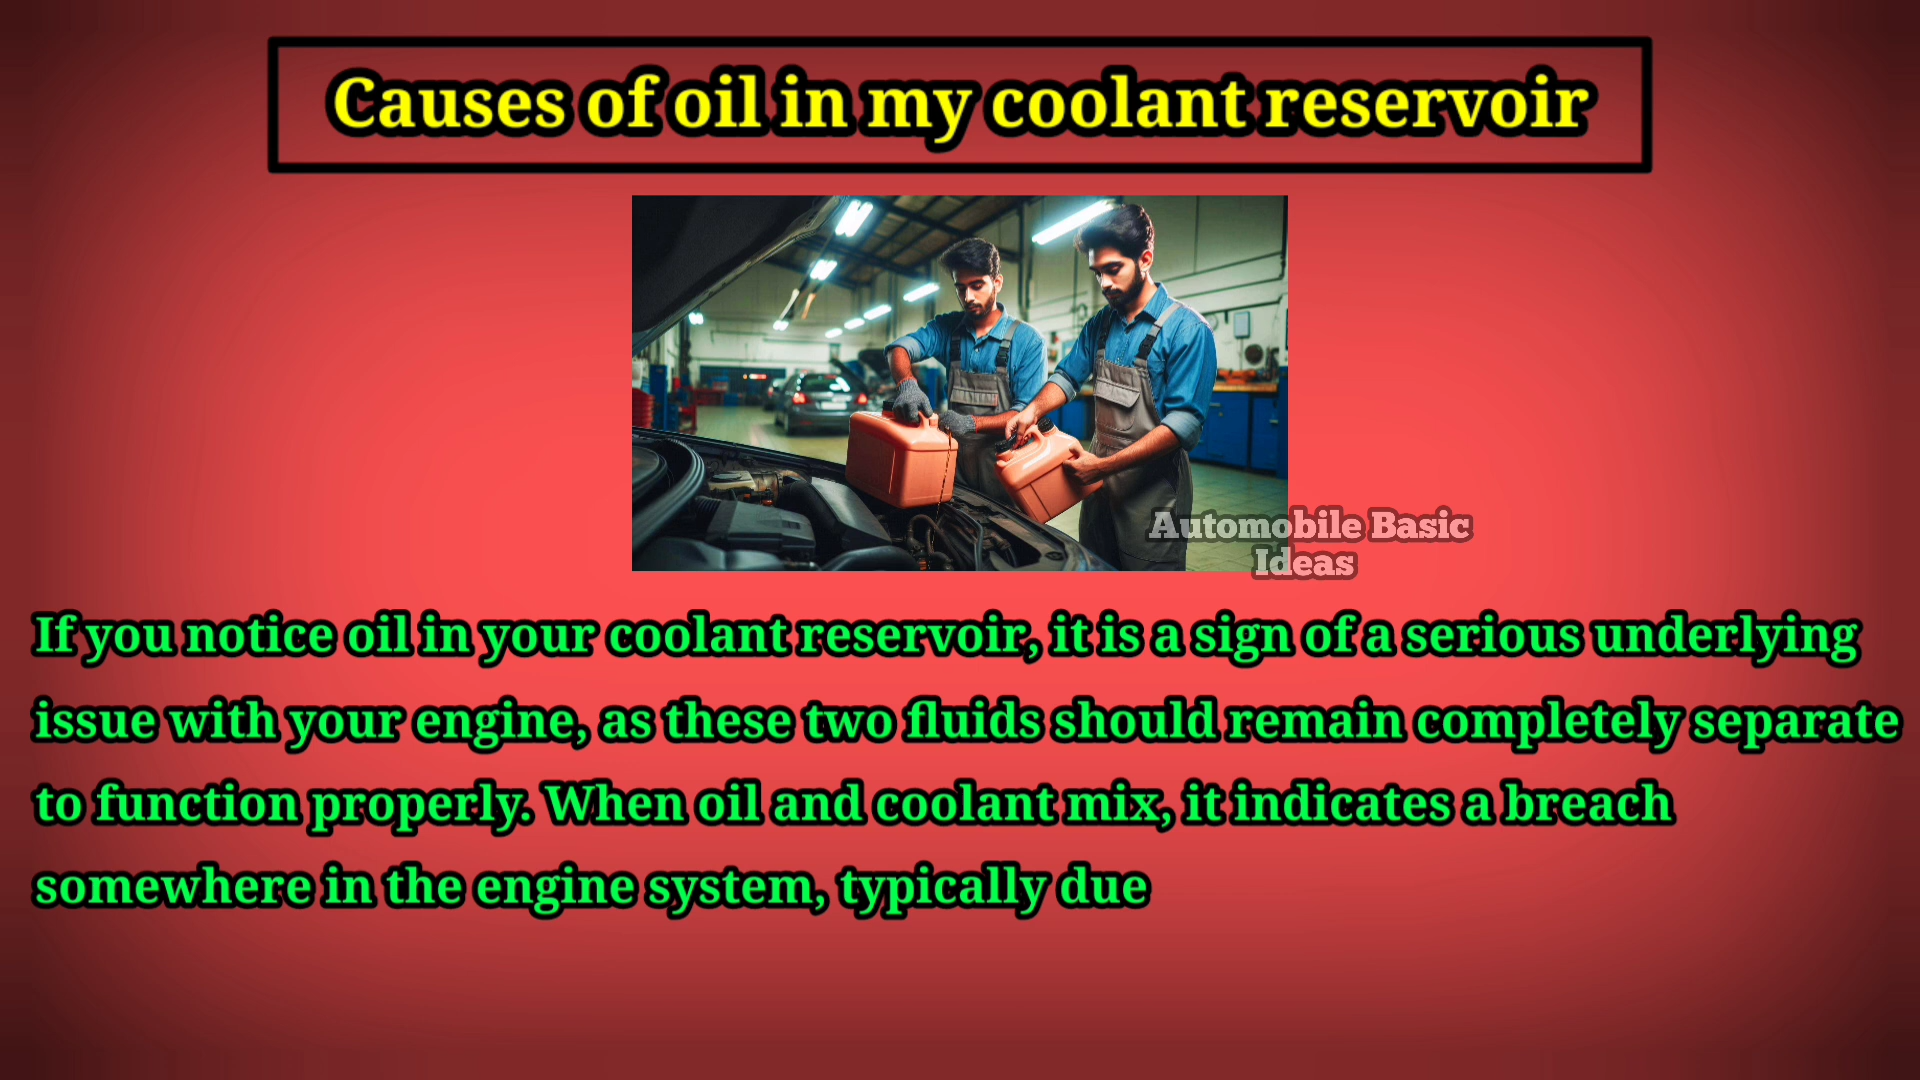 Causes of oil in my coolant reservoir
Automobile Basic
Ideas
If you notice oil in your coolant reservoir, it is a sign of a serious underlying
issue with your engine, as these two fluids should remain completely separate
to function properly. When oil and coolant mix, it indicates a breach
somewhere in the engine system, typically due